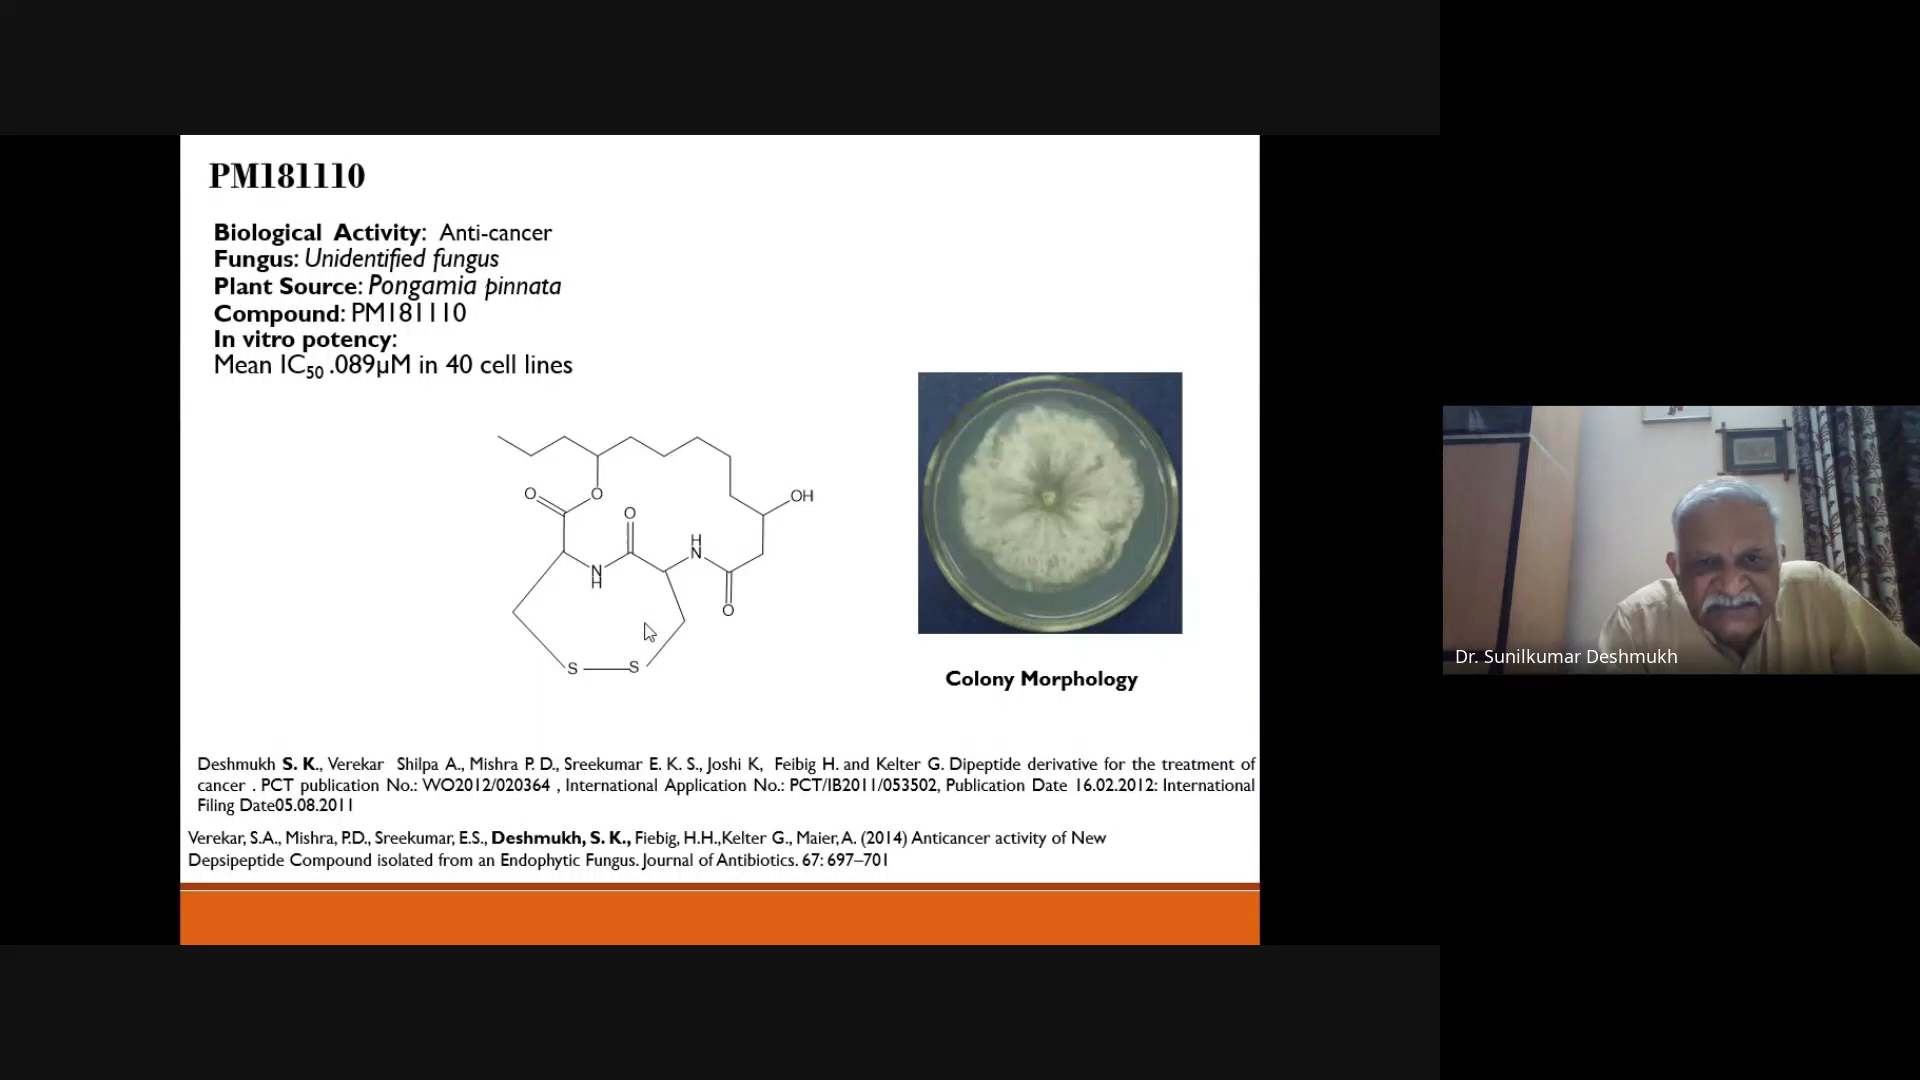 PM181110
Biological Activity: Anti-cancer
Fungus: Unidentified fungus
Plant Source: Pongamia pinnata
Compound: PM181110
In vitro potency:
Mean IC50 .089µM in 40 cell lines
O
O
O
OH
H
N
N
H
O
S
S
Colony Morphology
Dr. Sunilkumar Deshmukh
Deshmukh S. K., Verekar Shilpa A., Mishra P. D., Sreekumar E. K. S., Joshi K, Feibig H. and Kelter G. Dipeptide derivative for the treatment of
cancer . PCT publication No.: WO2012/020364 , International Application No.: PCT/IB2011/053502, Publication Date 16.02.2012: International
Filing Date05.08.2011
Verekar, S.A., Mishra, P.D., Sreekumar, E.S., Deshmukh, S. K., Fiebig, H.H.,Kelter G., Maier, A. (2014) Anticancer activity of New
Depsipeptide Compound isolated from an Endophytic Fungus. Journal of Antibiotics. 67: 697–701